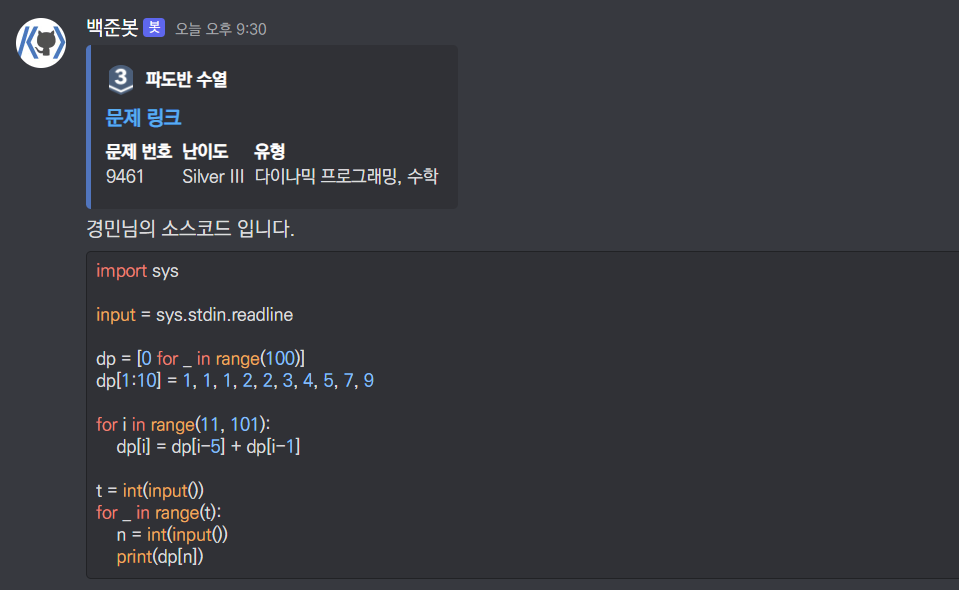 백준봇 봇 오늘 오후 9:30
3 파도반 수열
문제 링크
문제 번호 난이도 유형
9461 Silver III 다이나믹 프로그래밍, 수학
경민님의 소스코드 입니다.
import sys

input = sys.stdin.readline

dp = [0 for _ in range(100)]
dp[1:10] = 1, 1, 1, 2, 2, 3, 4, 5, 7, 9

for i in range(11, 101):
    dp[i] = dp[i-5] + dp[i-1]

t = int(input())
for _ in range(t):
    n = int(input())
    print(dp[n])